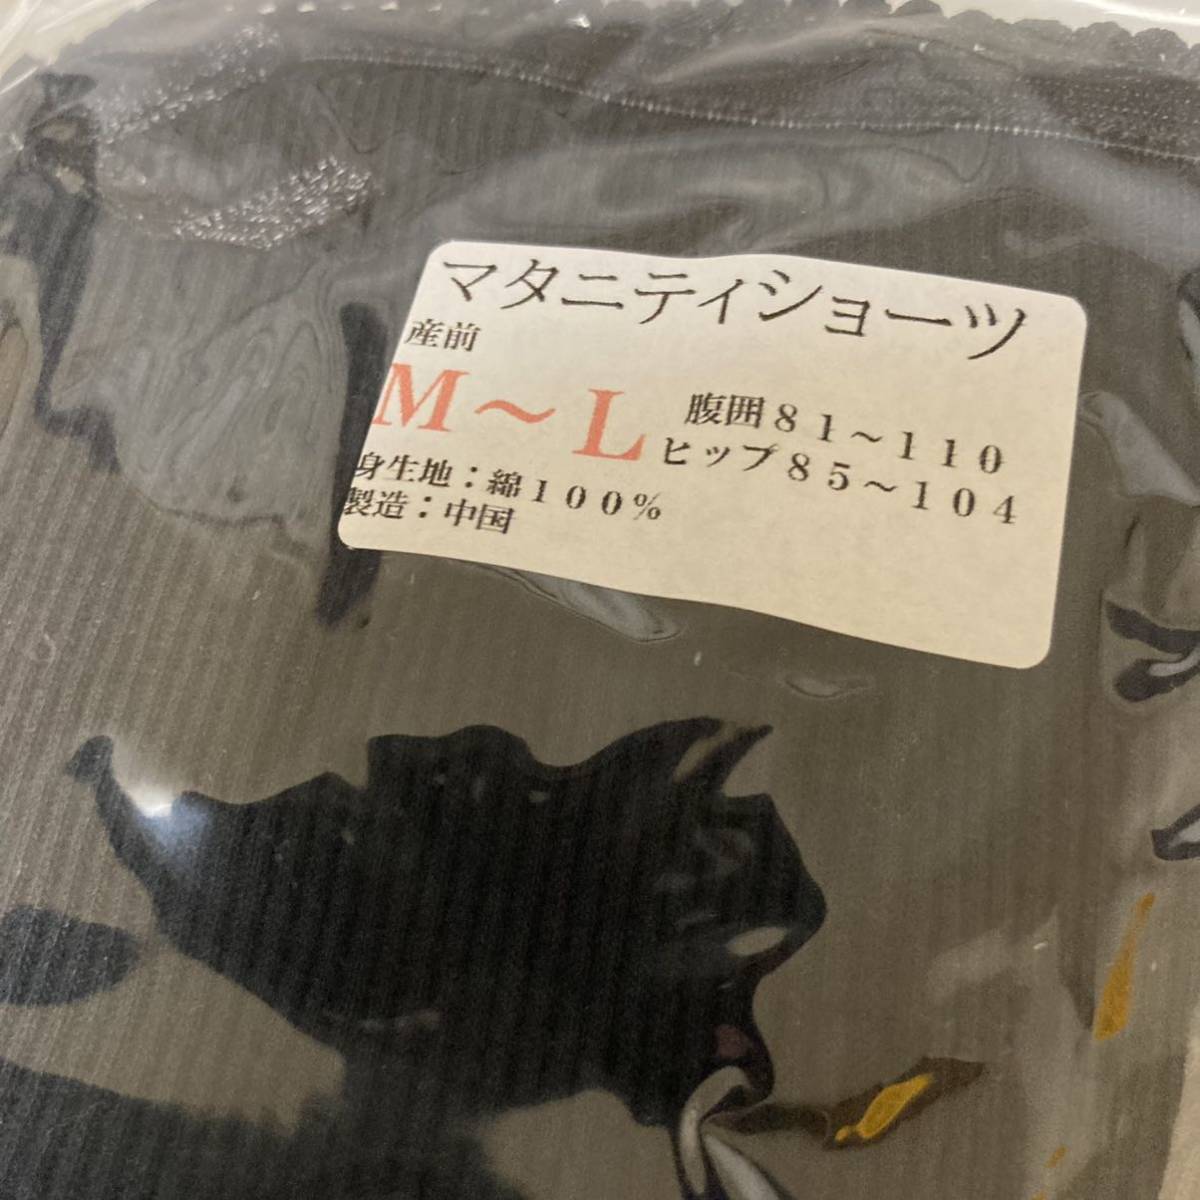 マタニティショーツ
産前
M～L
腹囲８１～１１０
ヒップ８５～１０４
身生地：綿１００％
製造：中国